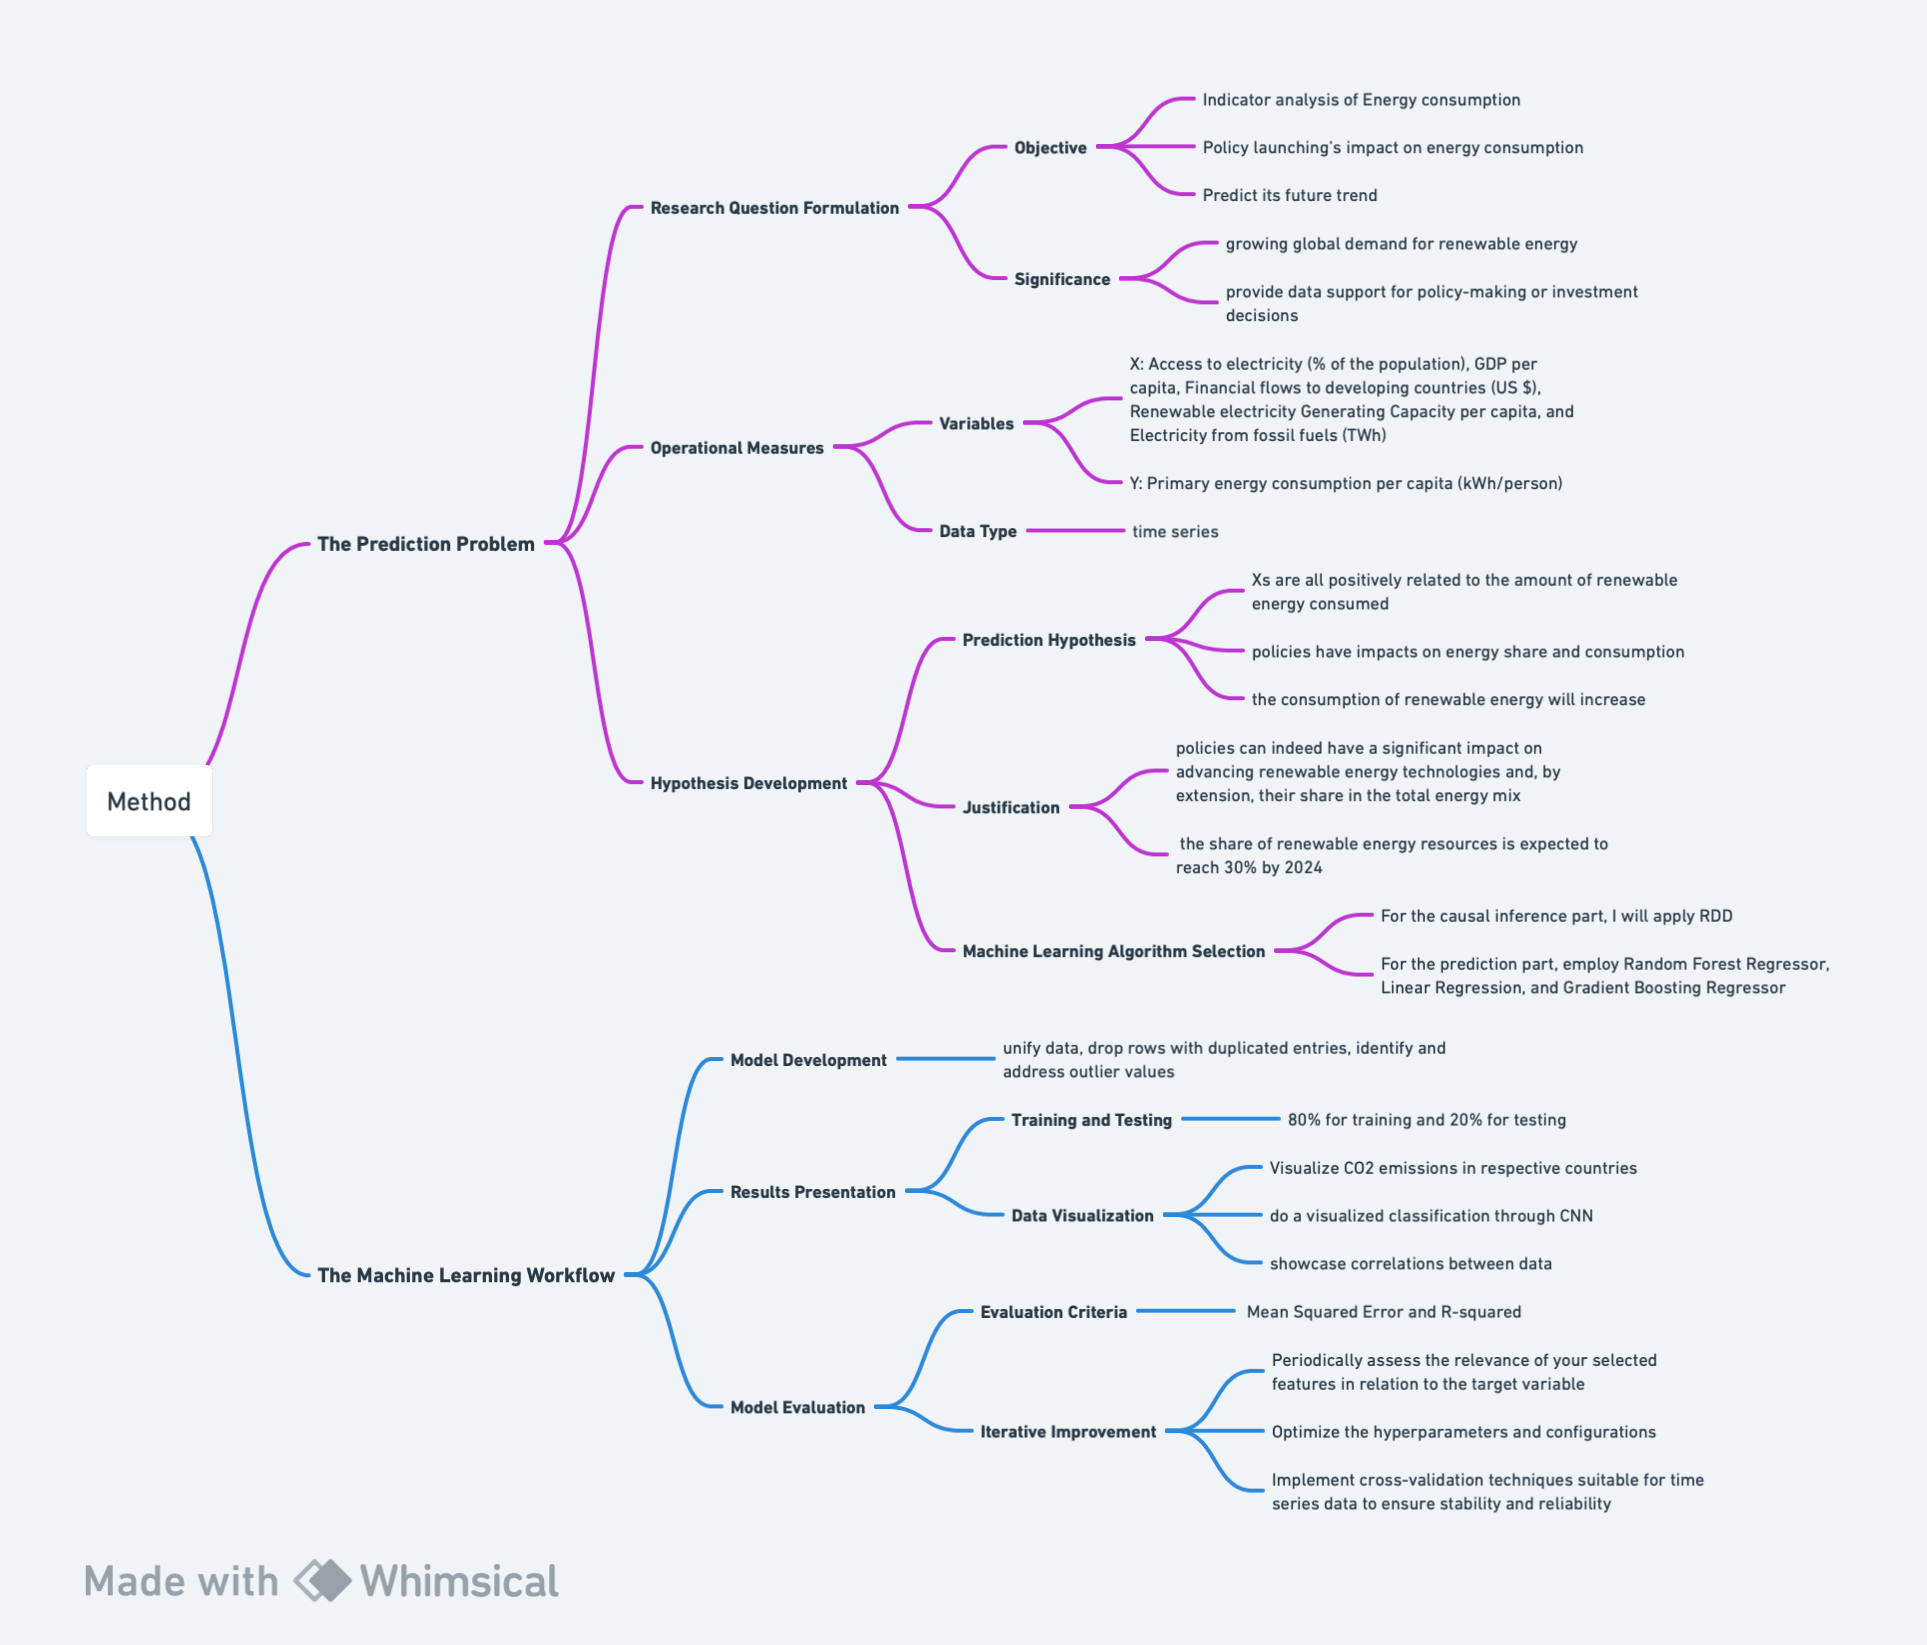 Indicator analysis of Energy consumption
Objective
Policy launching's impact on energy consumption
Predict its future trend
Research Question Formulation
growing global demand for renewable energy
Significance
provide data support for policy-making or investment
decisions
X: Access to electricity (% of the population), GDP per
capita, Financial flows to developing countries (US $),
Renewable electricity Generating Capacity per capita, and
Electricity from fossil fuels (TWh)
Variables
Operational Measures
Y: Primary energy consumption per capita (kWh/person)
Data Type
time series
The Prediction Problem
Xs are all positively related to the amount of renewable
energy consumed
Prediction Hypothesis
policies have impacts on energy share and consumption
the consumption of renewable energy will increase
Hypothesis Development
policies can indeed have a significant impact on
advancing renewable energy technologies and, by
extension, their share in the total energy mix
Justification
the share of renewable energy resources is expected to
reach 30% by 2024
Method
For the causal inference part, I will apply RDD
Machine Learning Algorithm Selection
For the prediction part, employ Random Forest Regressor,
Linear Regression, and Gradient Boosting Regressor
Model Development
unify data, drop rows with duplicated entries, identify and
address outlier values
Training and Testing
80% for training and 20% for testing
Results Presentation
Visualize CO2 emissions in respective countries
Data Visualization
do a visualized classification through CNN
showcase correlations between data
The Machine Learning Workflow
Evaluation Criteria
Mean Squared Error and R-squared
Model Evaluation
Periodically assess the relevance of your selected
features in relation to the target variable
Iterative Improvement
Optimize the hyperparameters and configurations
Implement cross-validation techniques suitable for time
series data to ensure stability and reliability
Made with Whimsical